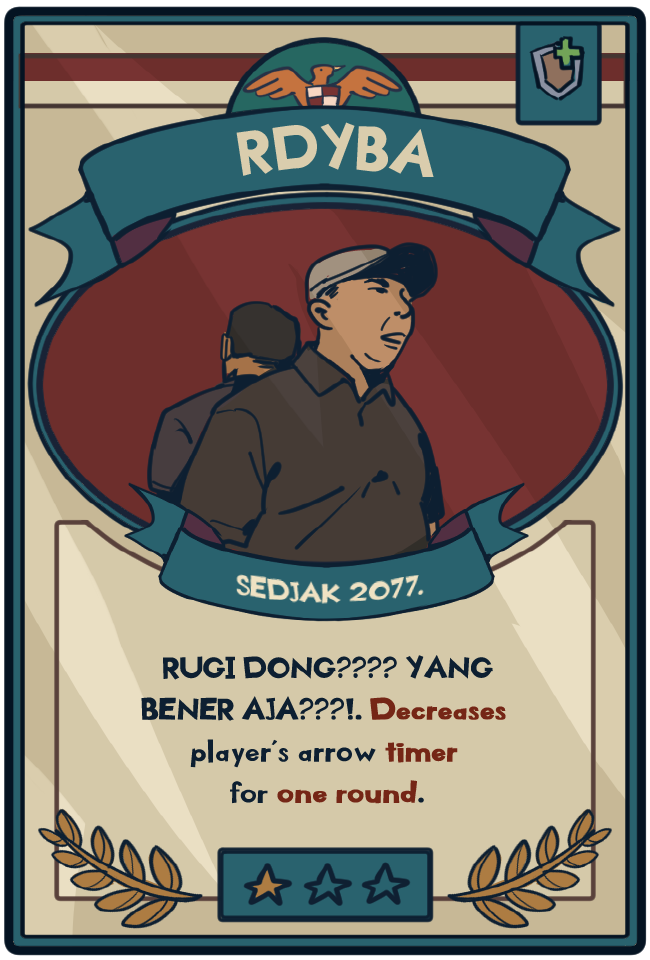 RDYBA
SEDJAK 2077.
RUGI DONG???? YANG
BENER AJA???!. Decreases
player's arrow timer
for one round.